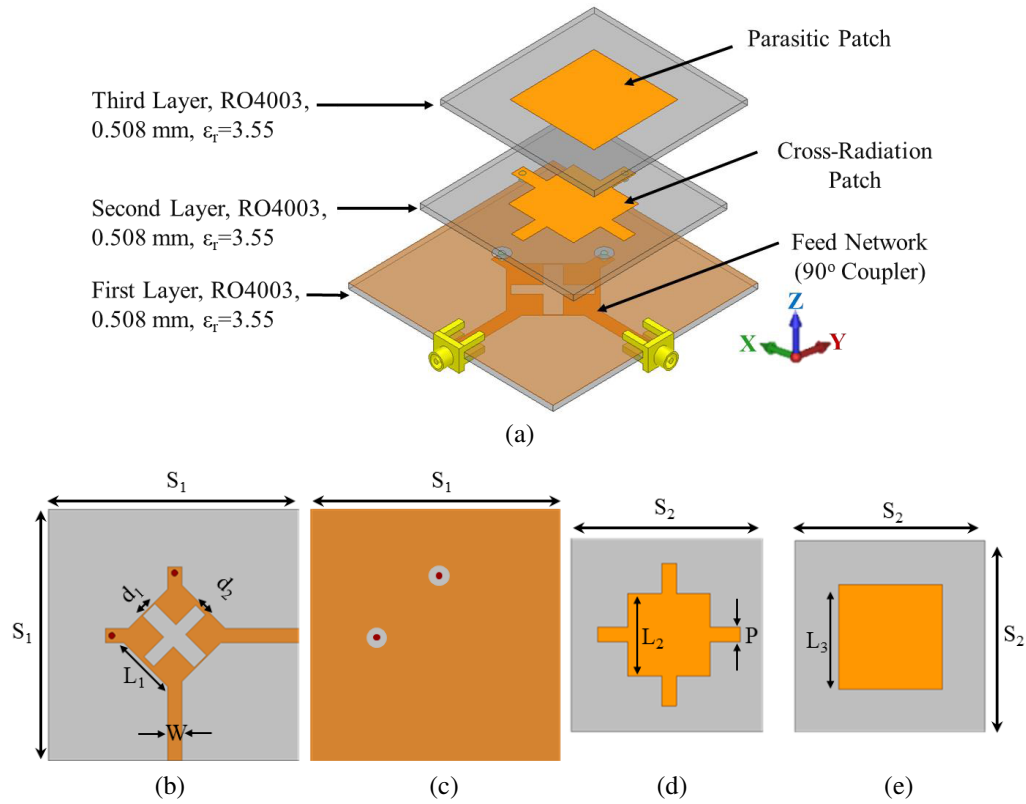 Parasitic Patch
Third Layer, RO4003,
0.508 mm, εr=3.55
Cross-Radiation
Patch
Second Layer, RO4003,
0.508 mm, εr=3.55
Feed Network
(90° Coupler)
First Layer, RO4003,
0.508 mm, εr=3.55
Z
X
Y
(a)
S1
S1
S2
S2
d1
d2
S1
L1
W
L2
P
L3
S2
(b)
(c)
(d)
(e)